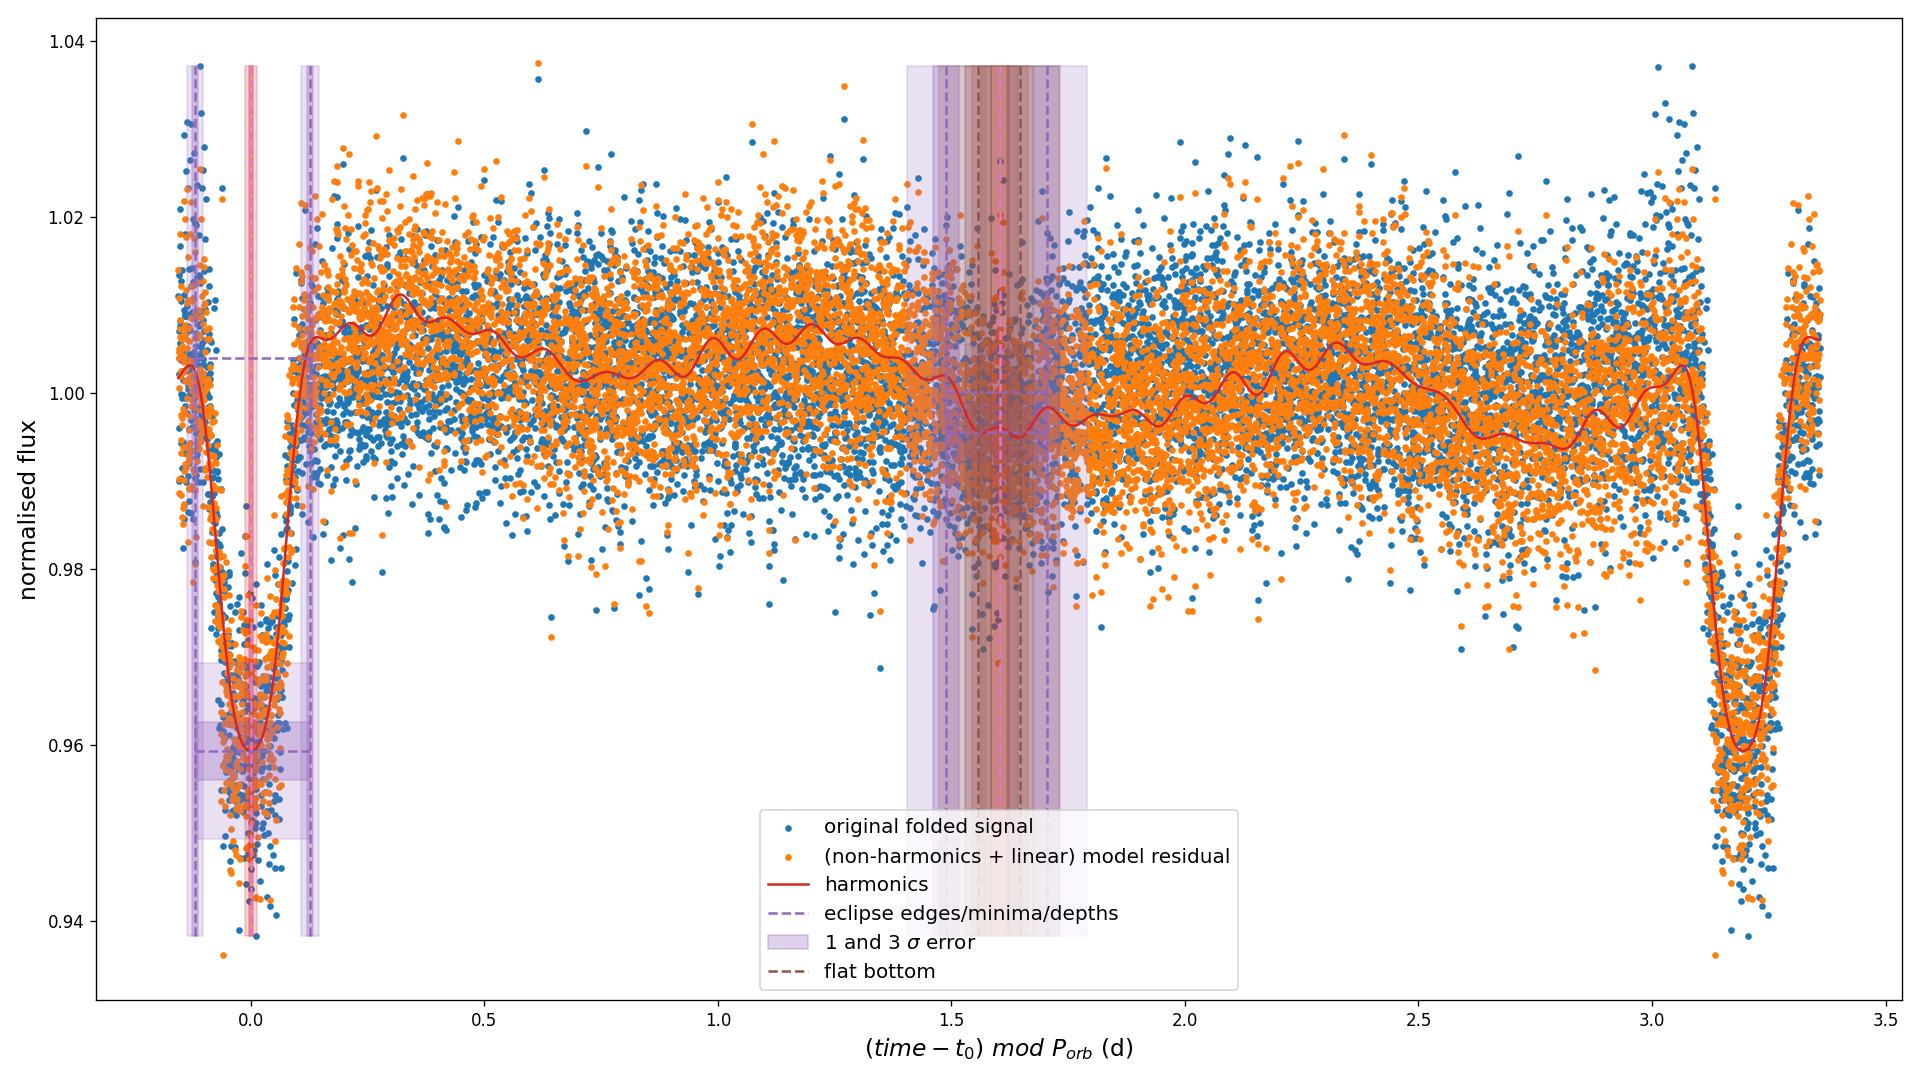 1.04
1.02
1.00
0.98
0.96
0.94
normalised flux
original folded signal
(non-harmonics + linear) model residual
harmonics
eclipse edges/minima/depths
1 and 3 σ error
flat bottom
0.0 0.5 1.0 1.5 2.0 2.5 3.0 3.5
(time − t₀) mod P_orb (d)